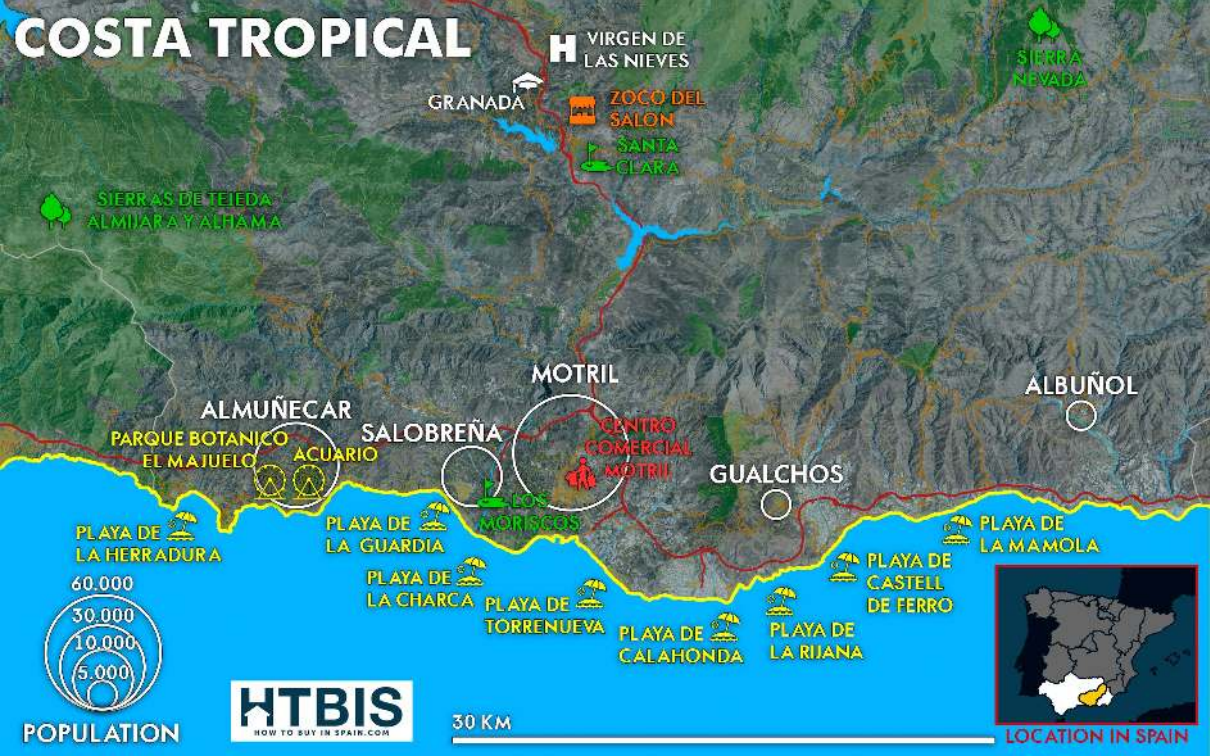 COSTA TROPICAL
H VIRGEN DE
LAS NIEVES
SIERRA
NEVADA
GRANADA
ZOCO DEL
SALÓN
SANTA
CLARA
SIERRAS DE TEJEDA
ALMIJARA Y ALHAMA
MOTRIL
ALBUÑOL
ALMUÑECAR
SALOBREÑA
CENTRO
COMERCIAL
MOTRIL
PARQUE BOTANICO
EL MAJUELO
ACUARIO
GUALCHOS
LOS
MORISCOS
PLAYA DE
LA HERRADURA
PLAYA DE
LA GUARDIA
PLAYA DE
LA CHARCA
PLAYA DE
TORRENUEVA
PLAYA DE
CALAHONDA
PLAYA DE
LA RIJANA
PLAYA DE
CASTELL
DE FERRO
PLAYA DE
LA MAMOLA
60.000
30.000
10.000
5.000
POPULATION
HTBIS
HOW TO BUY IN SPAIN.COM
30 KM
LOCATION IN SPAIN